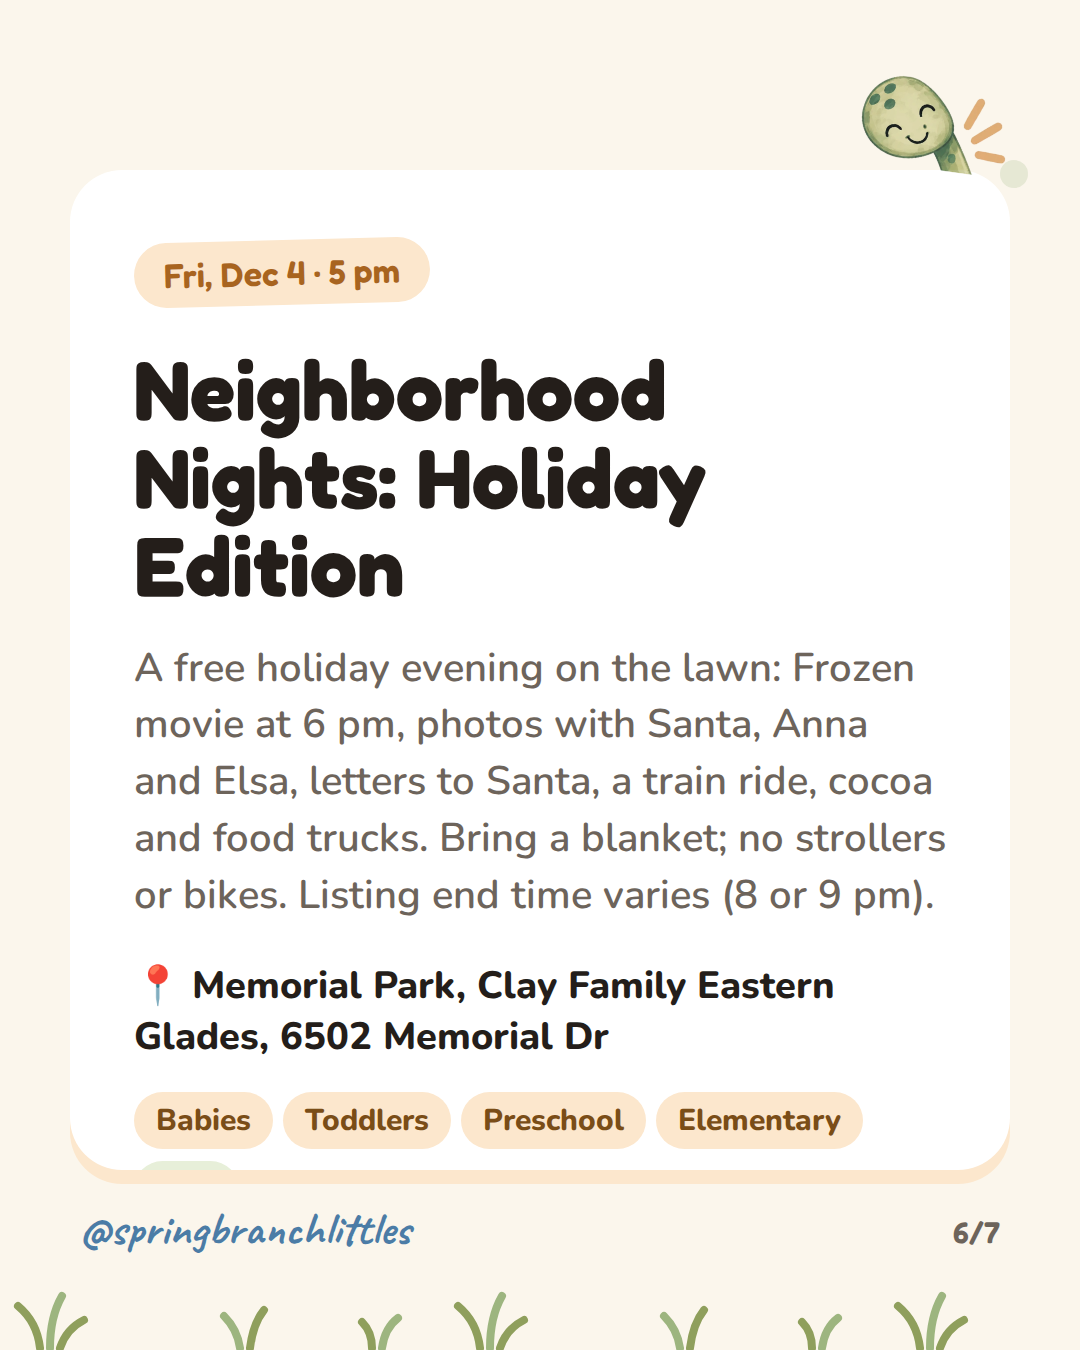 Fri, Dec 4 · 5 pm
Neighborhood
Nights: Holiday
Edition
A free holiday evening on the lawn: Frozen
movie at 6 pm, photos with Santa, Anna
and Elsa, letters to Santa, a train ride, cocoa
and food trucks. Bring a blanket; no strollers
or bikes. Listing end time varies (8 or 9 pm).
📍 Memorial Park, Clay Family Eastern
Glades, 6502 Memorial Dr
Babies Toddlers Preschool Elementary
@springbranchlittles
6/7